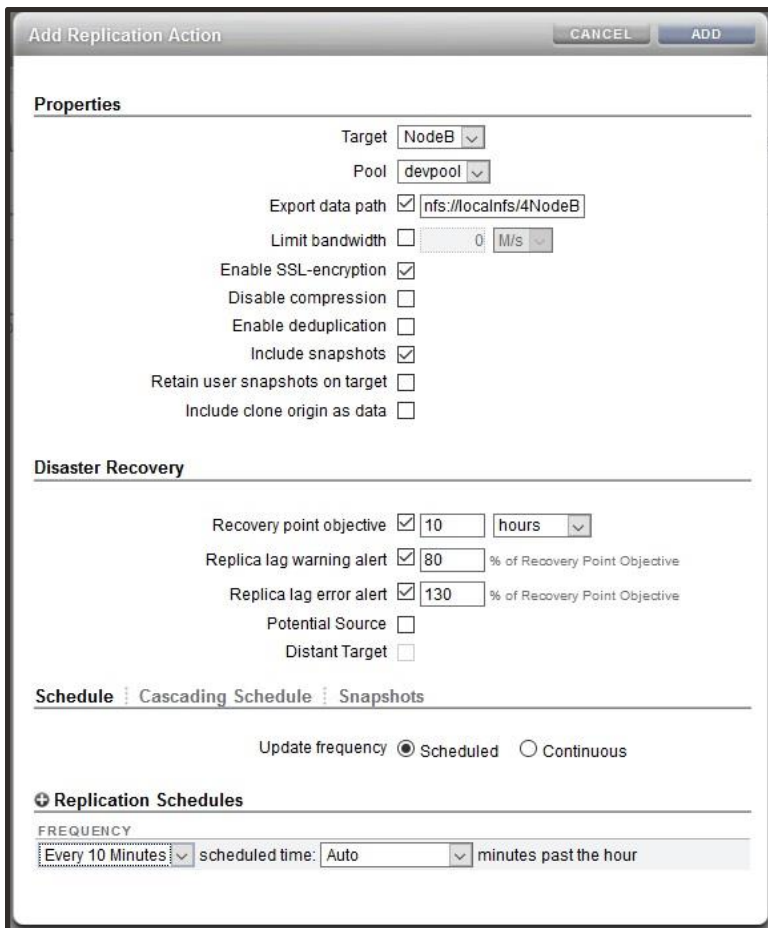 Add Replication Action CANCEL ADD
Properties
Target NodeB
Pool devpool
Export data path nfs://localnfs/4NodeB
Limit bandwidth 0 M/s
Enable SSL-encryption
Disable compression
Enable deduplication
Include snapshots
Retain user snapshots on target
Include clone origin as data
Disaster Recovery
Recovery point objective 10 hours
Replica lag warning alert 80 % of Recovery Point Objective
Replica lag error alert 130 % of Recovery Point Objective
Potential Source
Distant Target
Schedule Cascading Schedule Snapshots
Update frequency Scheduled Continuous
Replication Schedules
FREQUENCY
Every 10 Minutes scheduled time: Auto minutes past the hour